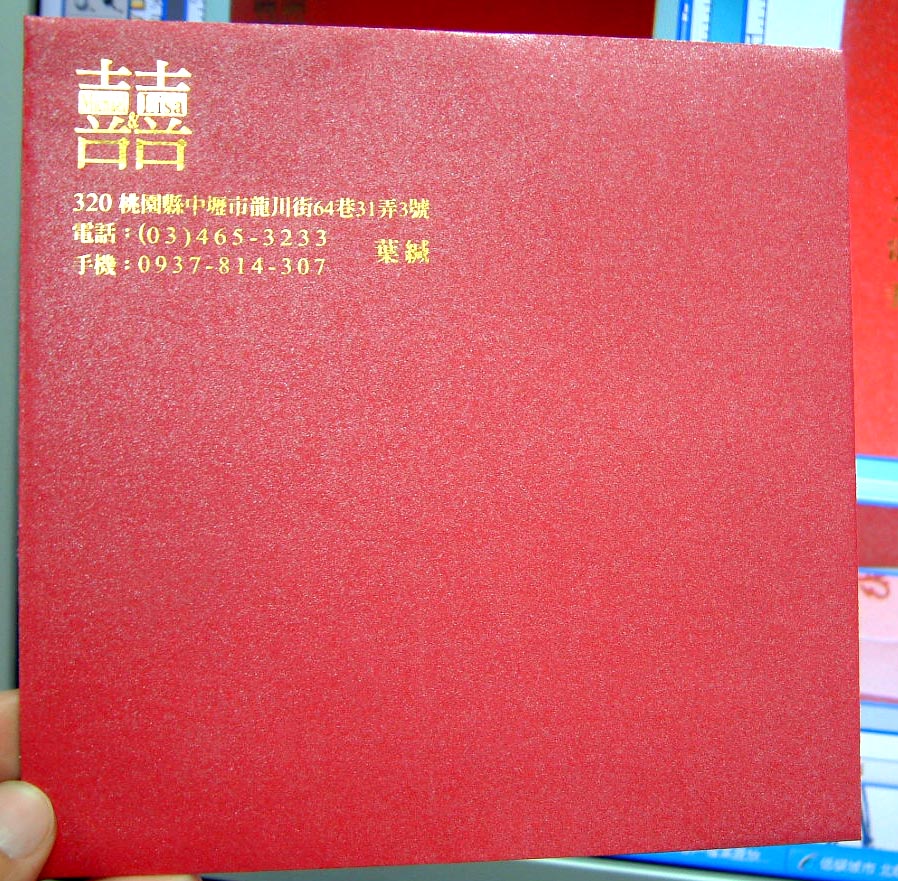 囍
Lisa
&
320 桃園縣中壢市龍川街64巷31弄3號
電話：(03)465-3233
葉緘
手機：0937-814-307